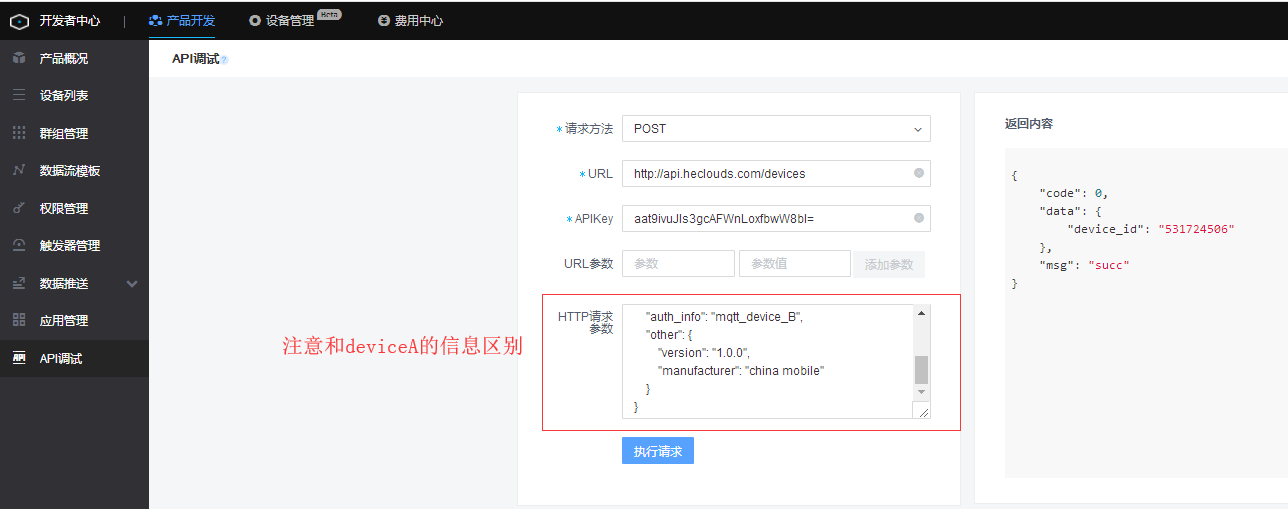 开发者中心 | 产品开发 设备管理 Beta 费用中心
产品概况
设备列表
群组管理
数据流模板
权限管理
触发器管理
数据推送
应用管理
API调试
API调试?
*请求方法 POST
*URL http://api.heclouds.com/devices
*APIKey aat9ivuJIs3gcAFWnLoxfbwW8bI=
URL参数 参数 参数值 添加参数
HTTP请求
参数
"auth_info": "mqtt_device_B",
"other": {
"version": "1.0.0",
"manufacturer": "china mobile"
}
}
注意和deviceA的信息区别
执行请求
返回内容
{
"code": 0,
"data": {
"device_id": "531724506"
},
"msg": "succ"
}